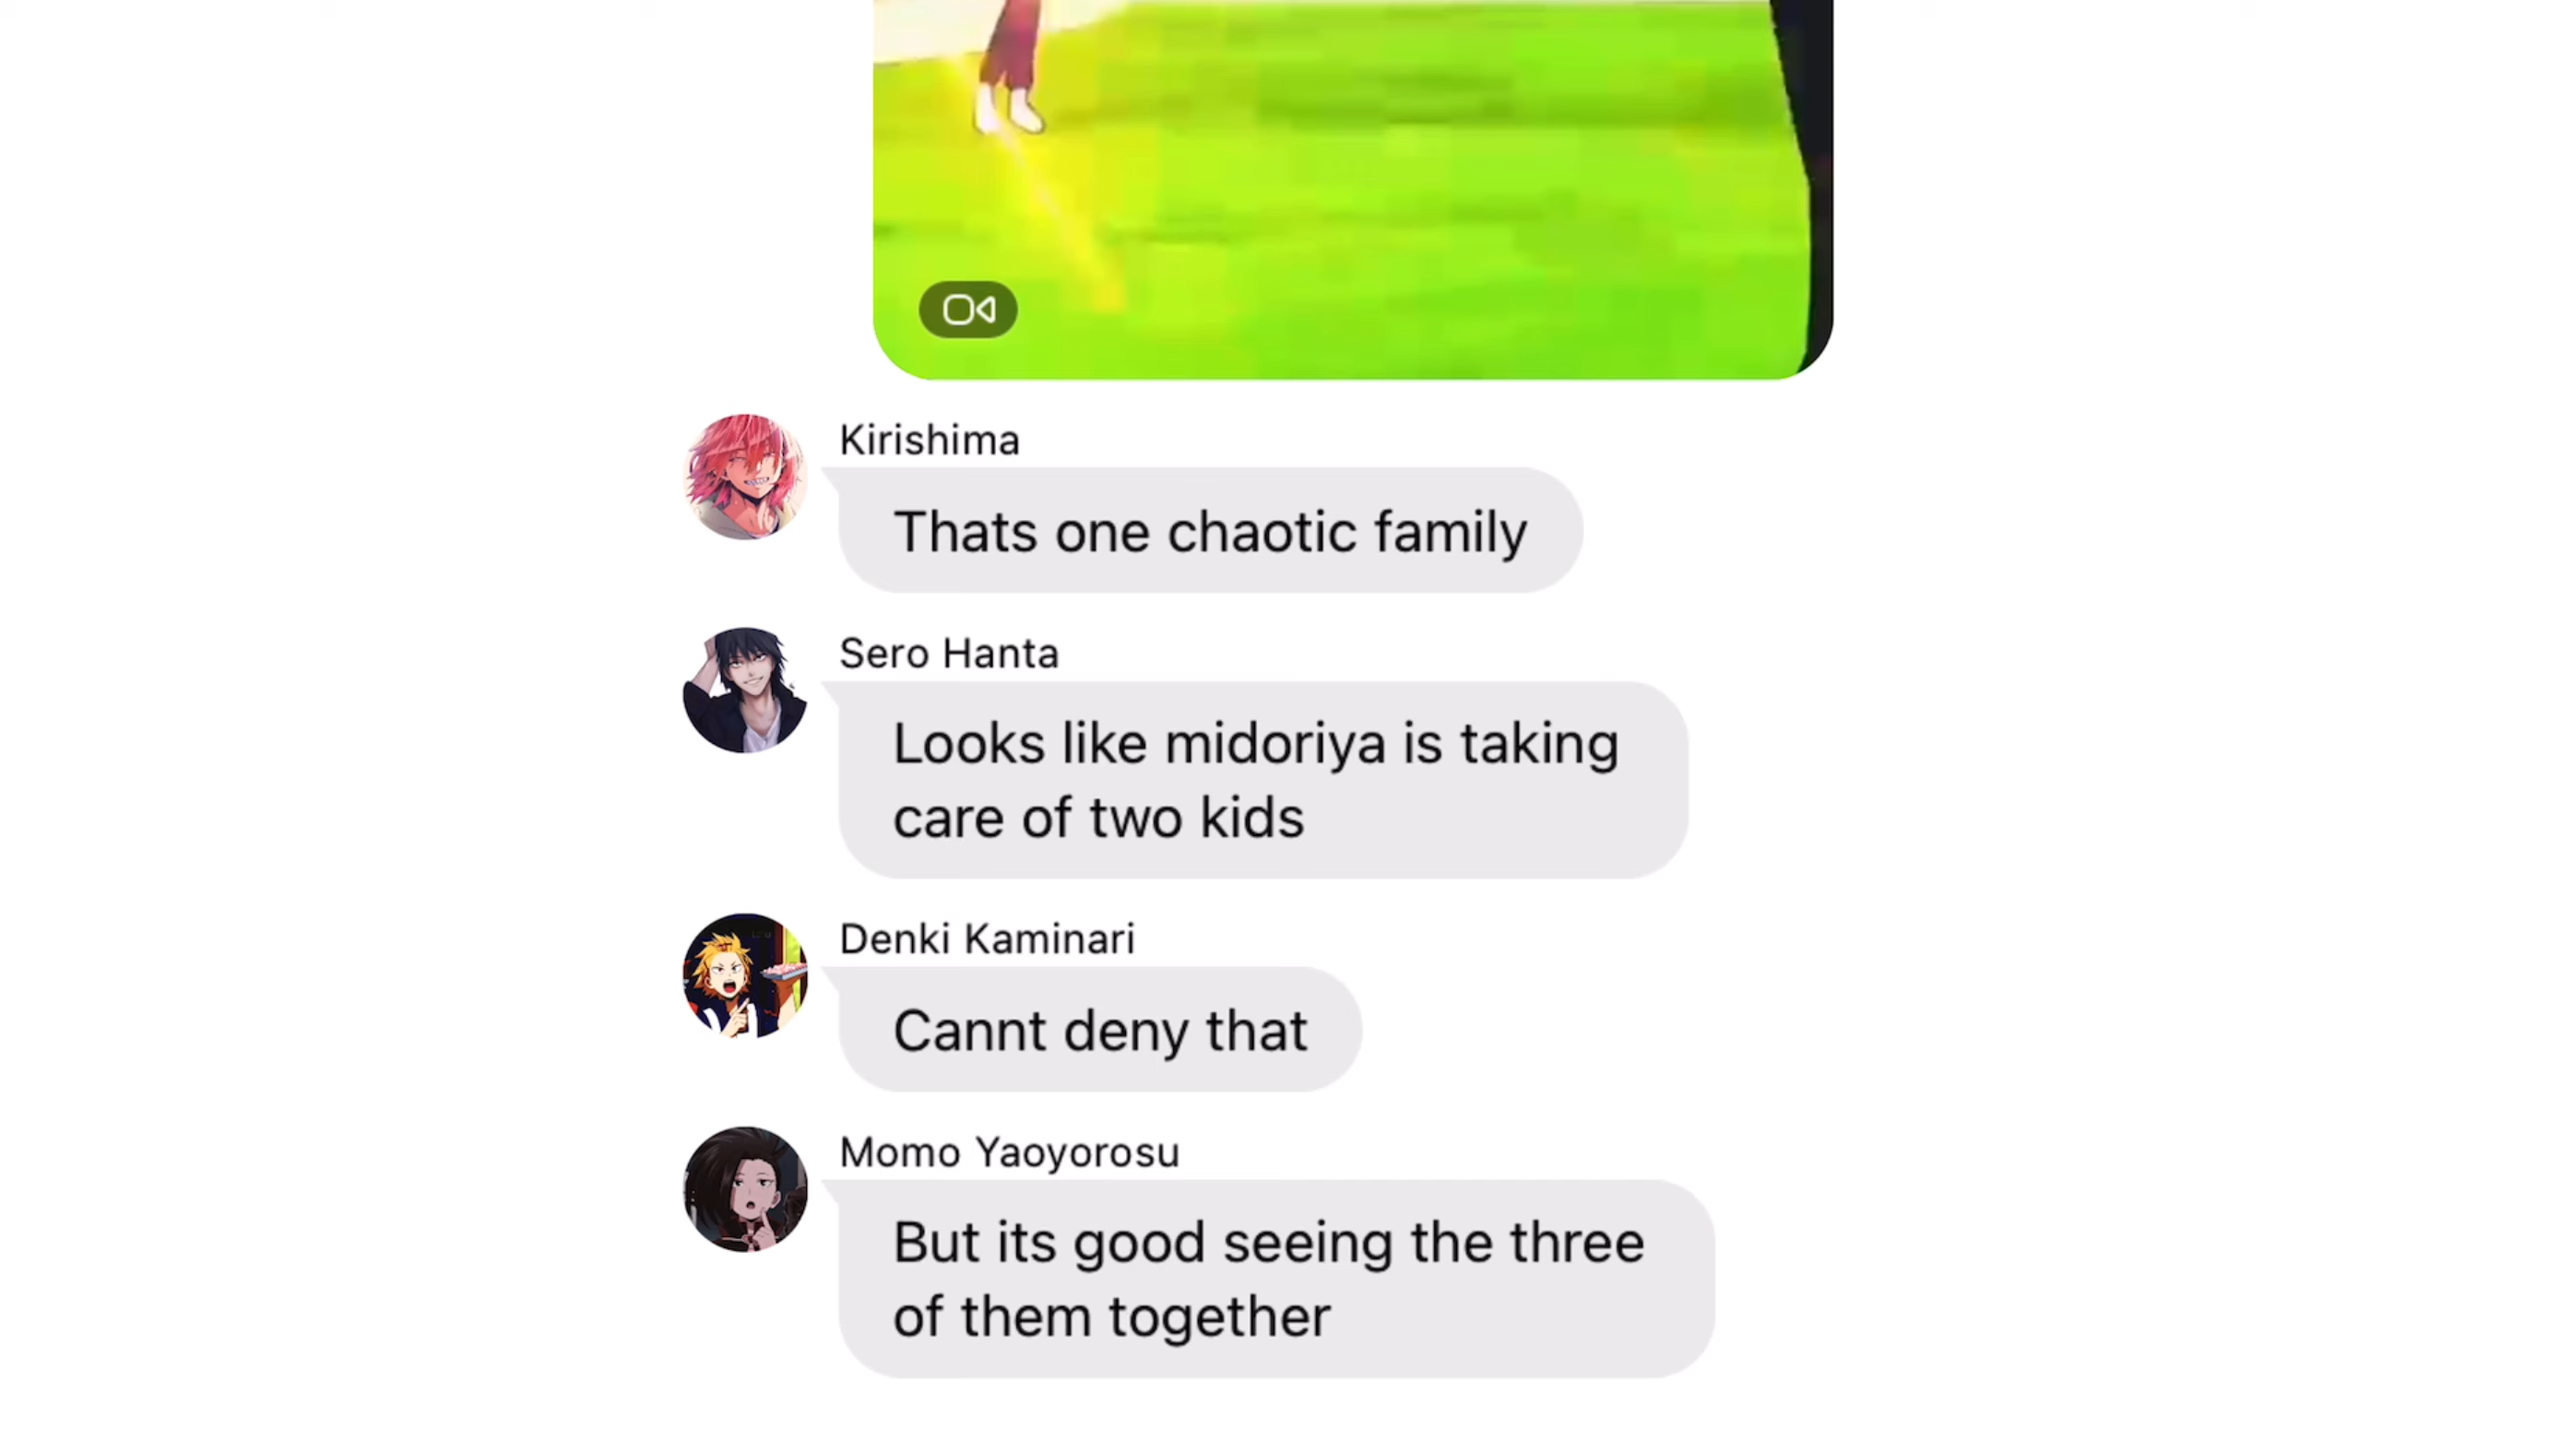 Kirishima
Thats one chaotic family
Sero Hanta
Looks like midoriya is taking
care of two kids
Denki Kaminari
Cannt deny that
Momo Yaoyorosu
But its good seeing the three
of them together